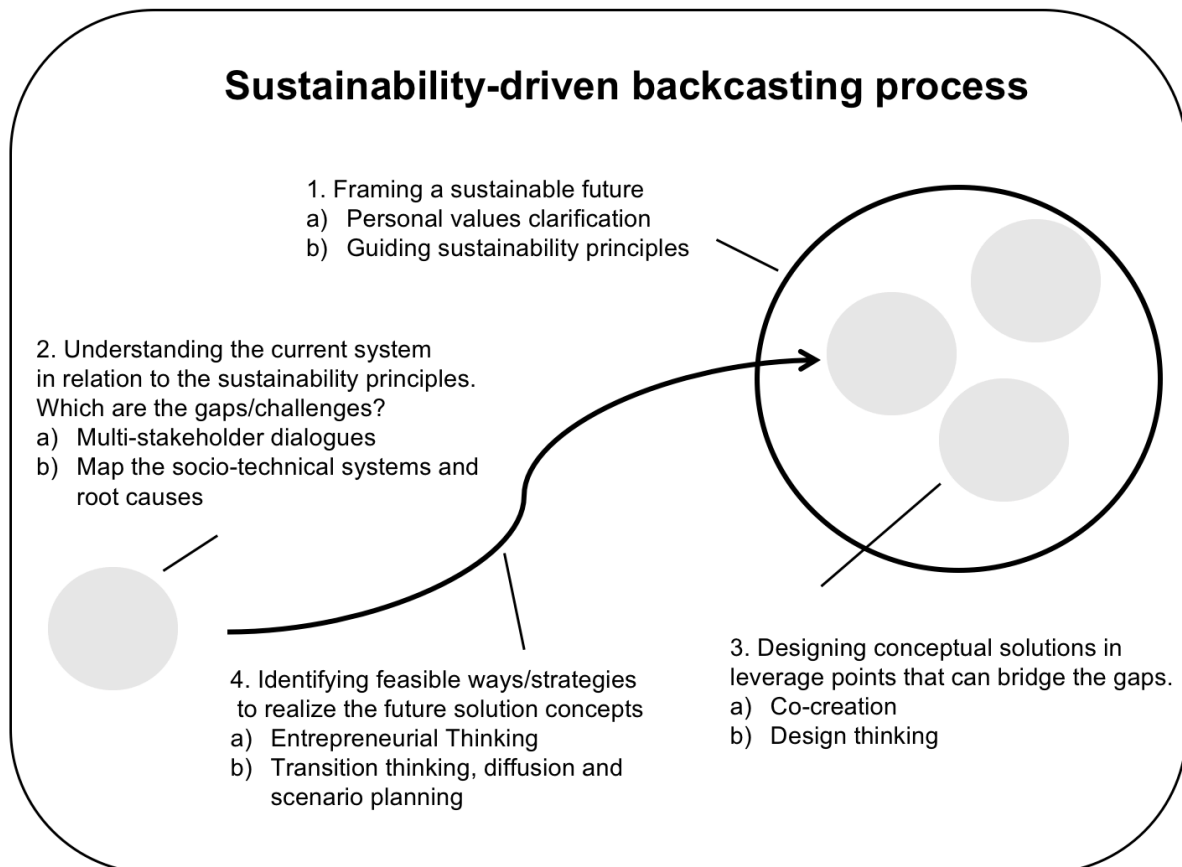 Sustainability-driven backcasting process
1. Framing a sustainable future
a) Personal values clarification
b) Guiding sustainability principles
2. Understanding the current system
in relation to the sustainability principles.
Which are the gaps/challenges?
a) Multi-stakeholder dialogues
b) Map the socio-technical systems and
root causes
3. Designing conceptual solutions in
leverage points that can bridge the gaps.
a) Co-creation
b) Design thinking
4. Identifying feasible ways/strategies
to realize the future solution concepts
a) Entrepreneurial Thinking
b) Transition thinking, diffusion and
scenario planning